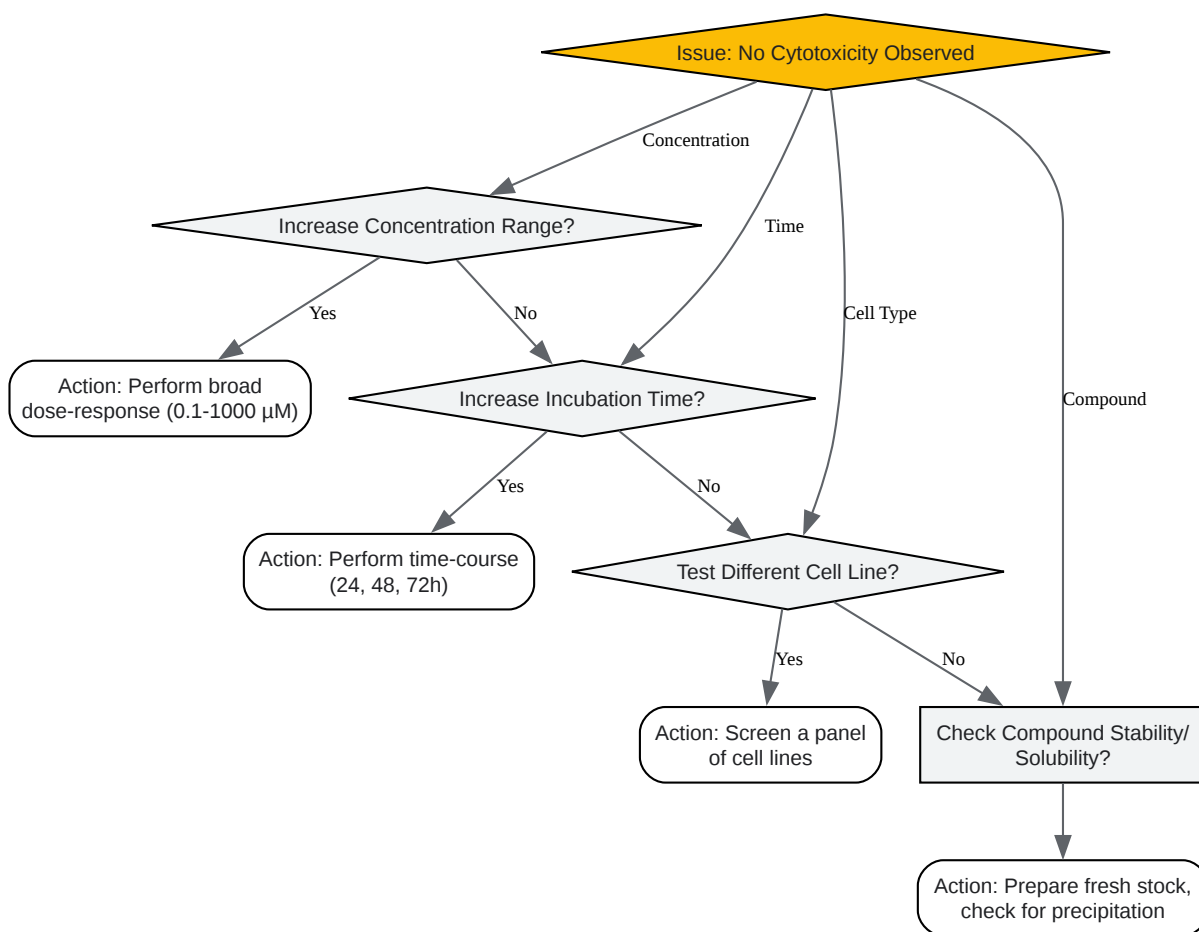 Issue: No Cytotoxicity Observed
Concentration
Increase Concentration Range?
Time
Yes
No
Cell Type
Action: Perform broad
dose-response (0.1-1000 µM)
Increase Incubation Time?
Compound
Yes
No
Action: Perform time-course
(24, 48, 72h)
Test Different Cell Line?
Yes
No
Action: Screen a panel
of cell lines
Check Compound Stability/
Solubility?
Action: Prepare fresh stock,
check for precipitation